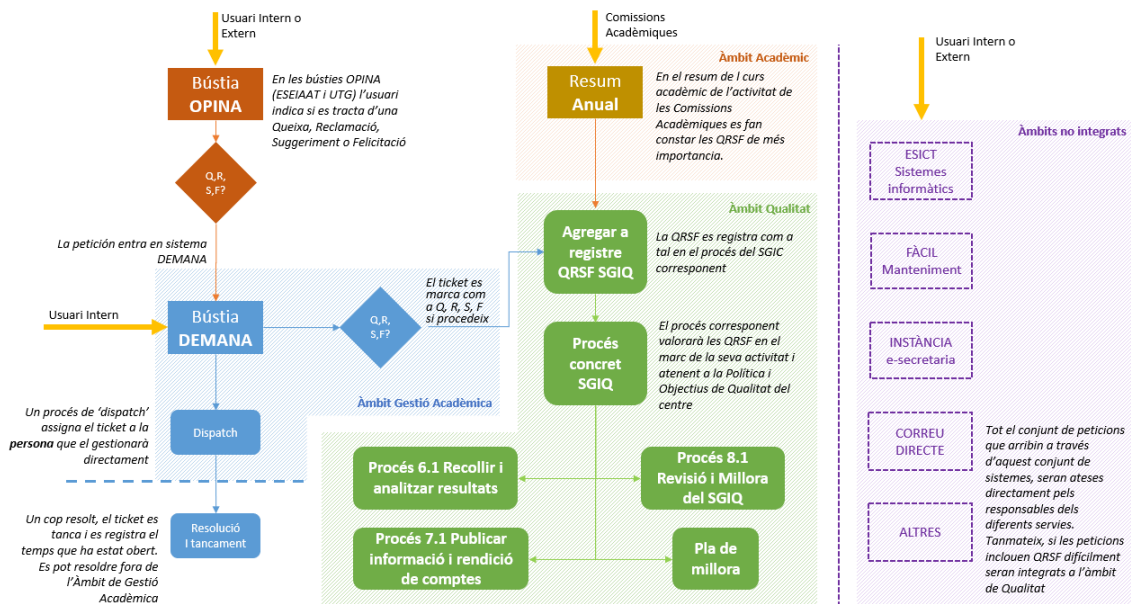 Usuari Intern o
Extern
Bústia
OPINA
En les bústies OPINA
(ESEIAAT i UTG) l'usuari
indica si es tracta d'una
Queixa, Reclamació,
Suggeriment o Felicitació
Q,R,
S,F?
La petición entra en sistema
DEMANA
Usuari Intern
Bústia
DEMANA
Q,R,
S,F?
El ticket es
marca com
a Q, R, S, F
si procedeix
Àmbit Gestió Acadèmica
Un procés de 'dispatch'
assigna el ticket a la
persona que el gestionarà
directament
Dispatch
Un cop resolt, el ticket es
tanca i es registra el
temps que ha estat obert.
Es pot resoldre fora de
l'Àmbit de Gestió
Acadèmica
Resolució
I tancament
Comissions
Acadèmiques
Àmbit Acadèmic
Resum
Anual
En el resum de l curs
acadèmic de l'activitat de
les Comissions
Acadèmiques es fan
constar les QRSF de més
importancia.
Àmbit Qualitat
Agregar a
registre
QRSF SGIQ
La QRSF es registra com a
tal en el procés del SGIC
corresponent
Procés
concret
SGIQ
El procés corresponent
valorarà les QRSF en el
marc de la seva activitat i
atenent a la Política i
Objectius de Qualitat del
centre
Procés 6.1 Recollir i
analitzar resultats
Procés 8.1
Revisió i Millora
del SGIQ
Procés 7.1 Publicar
informació i rendició
de comptes
Pla de
millora
Usuari Intern o
Extern
Àmbits no integrats
ESICT
Sistemes
informàtics
FÀCIL
Manteniment
INSTÀNCIA
e-secretaria
CORREU
DIRECTE
ALTRES
Tot el conjunt de peticions
que arribin a través
d'aquest conjunt de
sistemes, seran ateses
directament pels
responsables dels
diferents servies.
Tanmateix, si les peticions
inclouen QRSF difícilment
seran integrats a l'àmbit
de Qualitat